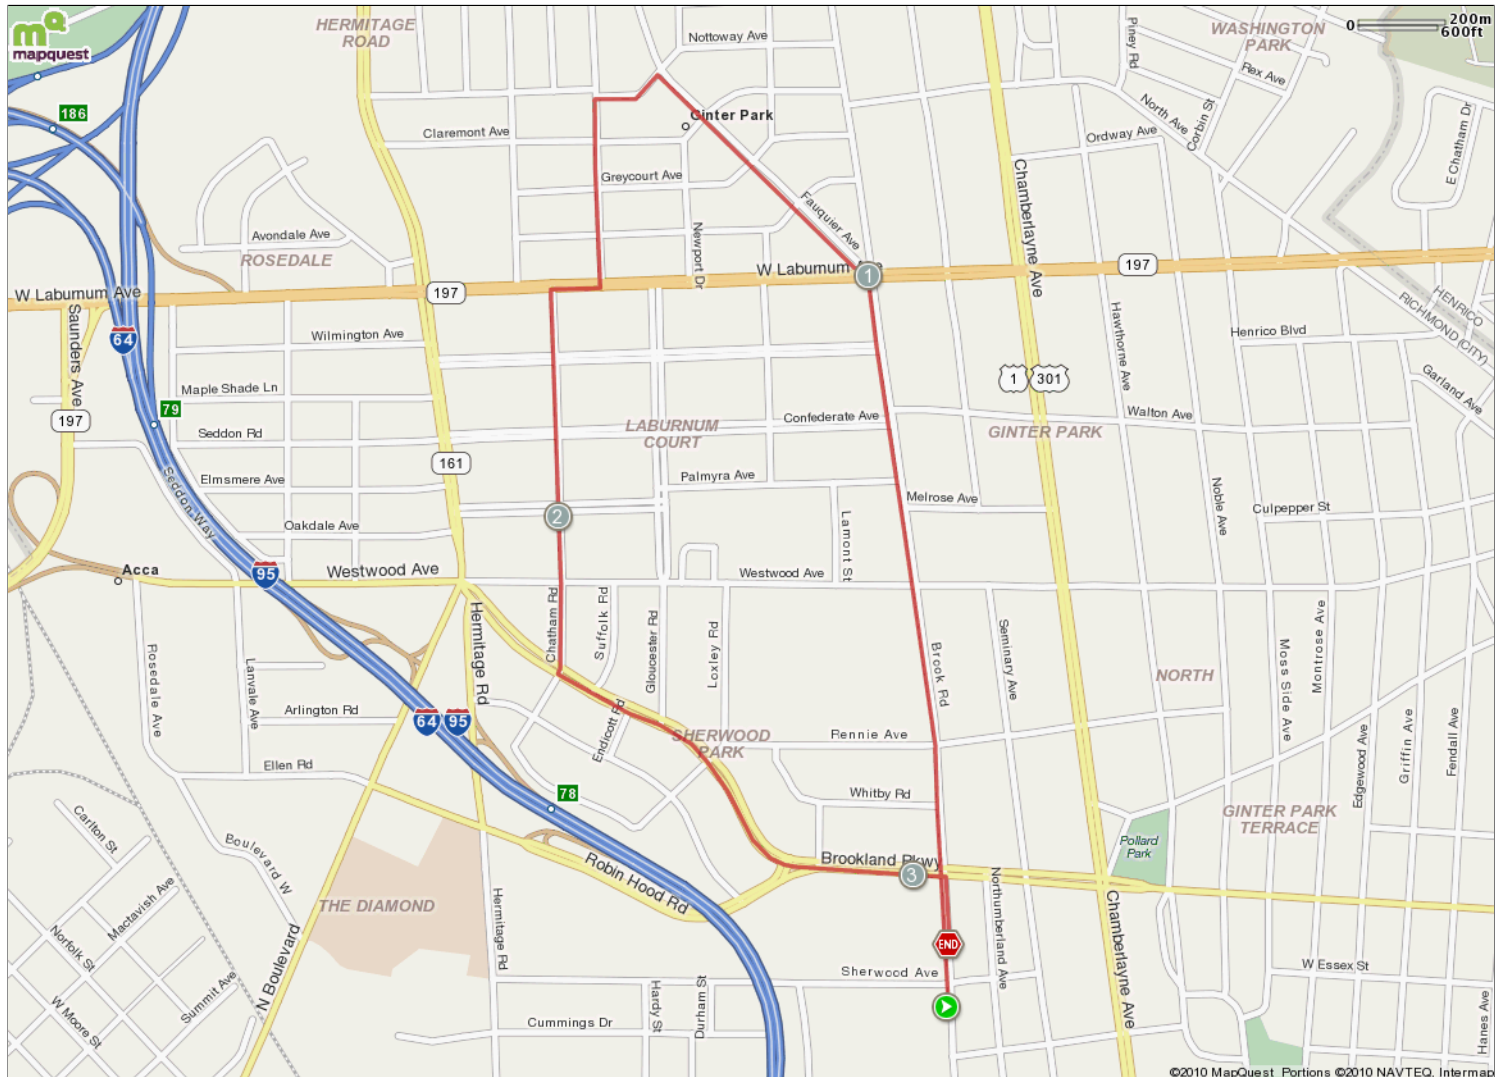 mapquest
HERMITAGE
ROAD
Nottoway Ave
Piney Rd
WASHINGTON
PARK
0 200m
600ft
Rex Ave
186
Ginter Park
North Ave
Corbin St
E Chatham Dr
Claremont Ave
Ordway Ave
Greycourt Ave
Chamberlayne Ave
Fauquier Ave
Avondale Ave
ROSEDALE
Newport Dr
W Laburnum Ave
1
197
W Laburnum Ave
197
HENRICO
RICHMOND (CITY)
Saunders Ave
64
Wilmington Ave
Hawthorne Ave
Henrico Blvd
1
301
Maple Shade Ln
Garland Ave
79
197
Confederate Ave
Walton Ave
Seddon Rd
LABURNUM
COURT
GINTER PARK
161
Seddon Way
Elmsmere Ave
Palmyra Ave
Melrose Ave
Noble Ave
Culpepper St
2
Oakdale Ave
Lamont St
Acca
95
Westwood Ave
Westwood Ave
Hermitage Rd
Chatham Rd
Suffolk Rd
Gloucester Rd
Loxley Rd
Brook Rd
Seminary Ave
Moss Side Ave
Montrose Ave
Rosedale Ave
Lanvale Ave
NORTH
Arlington Rd
64
95
Endicott Rd
SHERWOOD
PARK
Rennie Ave
Edgewood Ave
Griffin Ave
Fendall Ave
Ellen Rd
78
Whitby Rd
GINTER PARK
TERRACE
Carlton St
Boulevard W
Pollard
Park
Brookland Pkwy
3
Robin Hood Rd
Mactavish Ave
THE DIAMOND
Hermitage Rd
Northumberland Ave
Chamberlayne Ave
Norfolk St
N Boulevard
END
Summit Ave
Sherwood Ave
W Essex St
W Moore St
Hardy St
Durham St
Cummings Dr
Hanes Ave
©2010 MapQuest Portions ©2010 NAVTEQ, Intermap